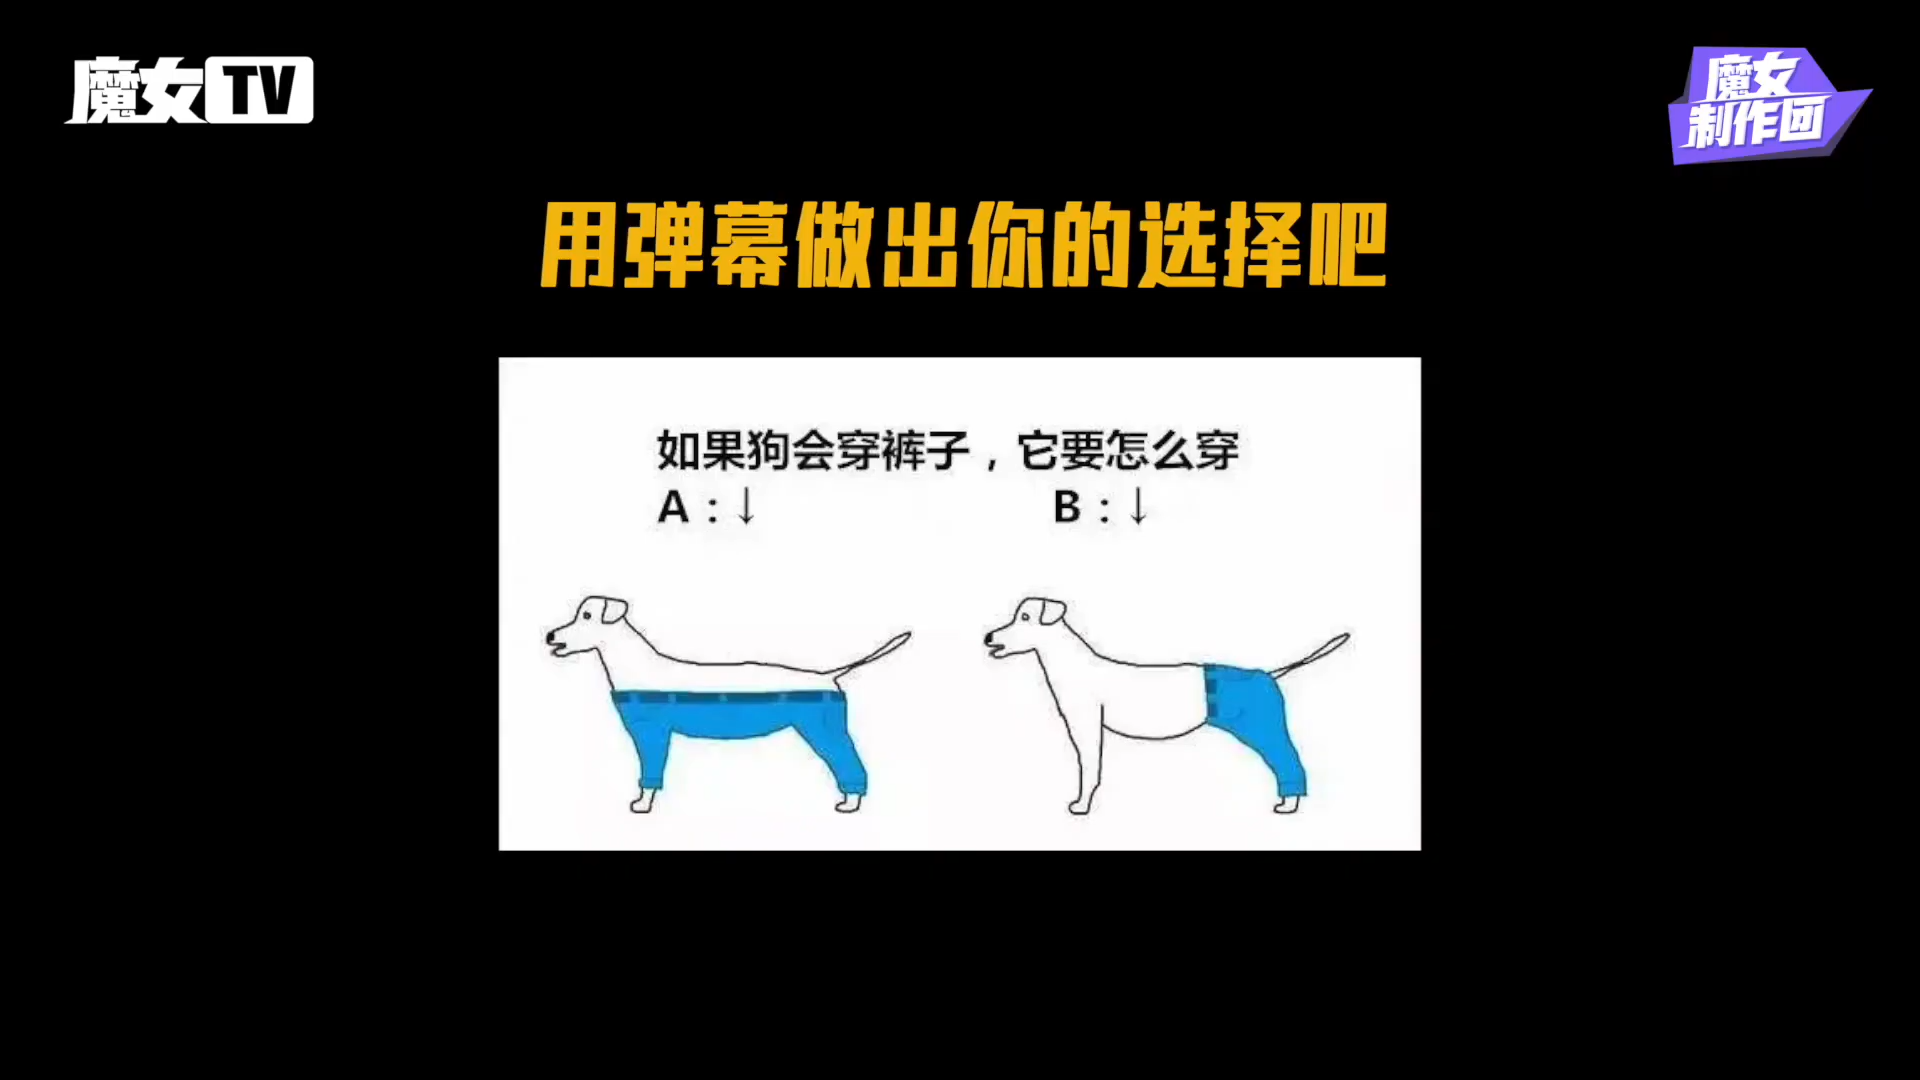 魔女TV
魔女
制作团
用弹幕做出你的选择吧
如果狗会穿裤子，它要怎么穿
A：↓ B：↓